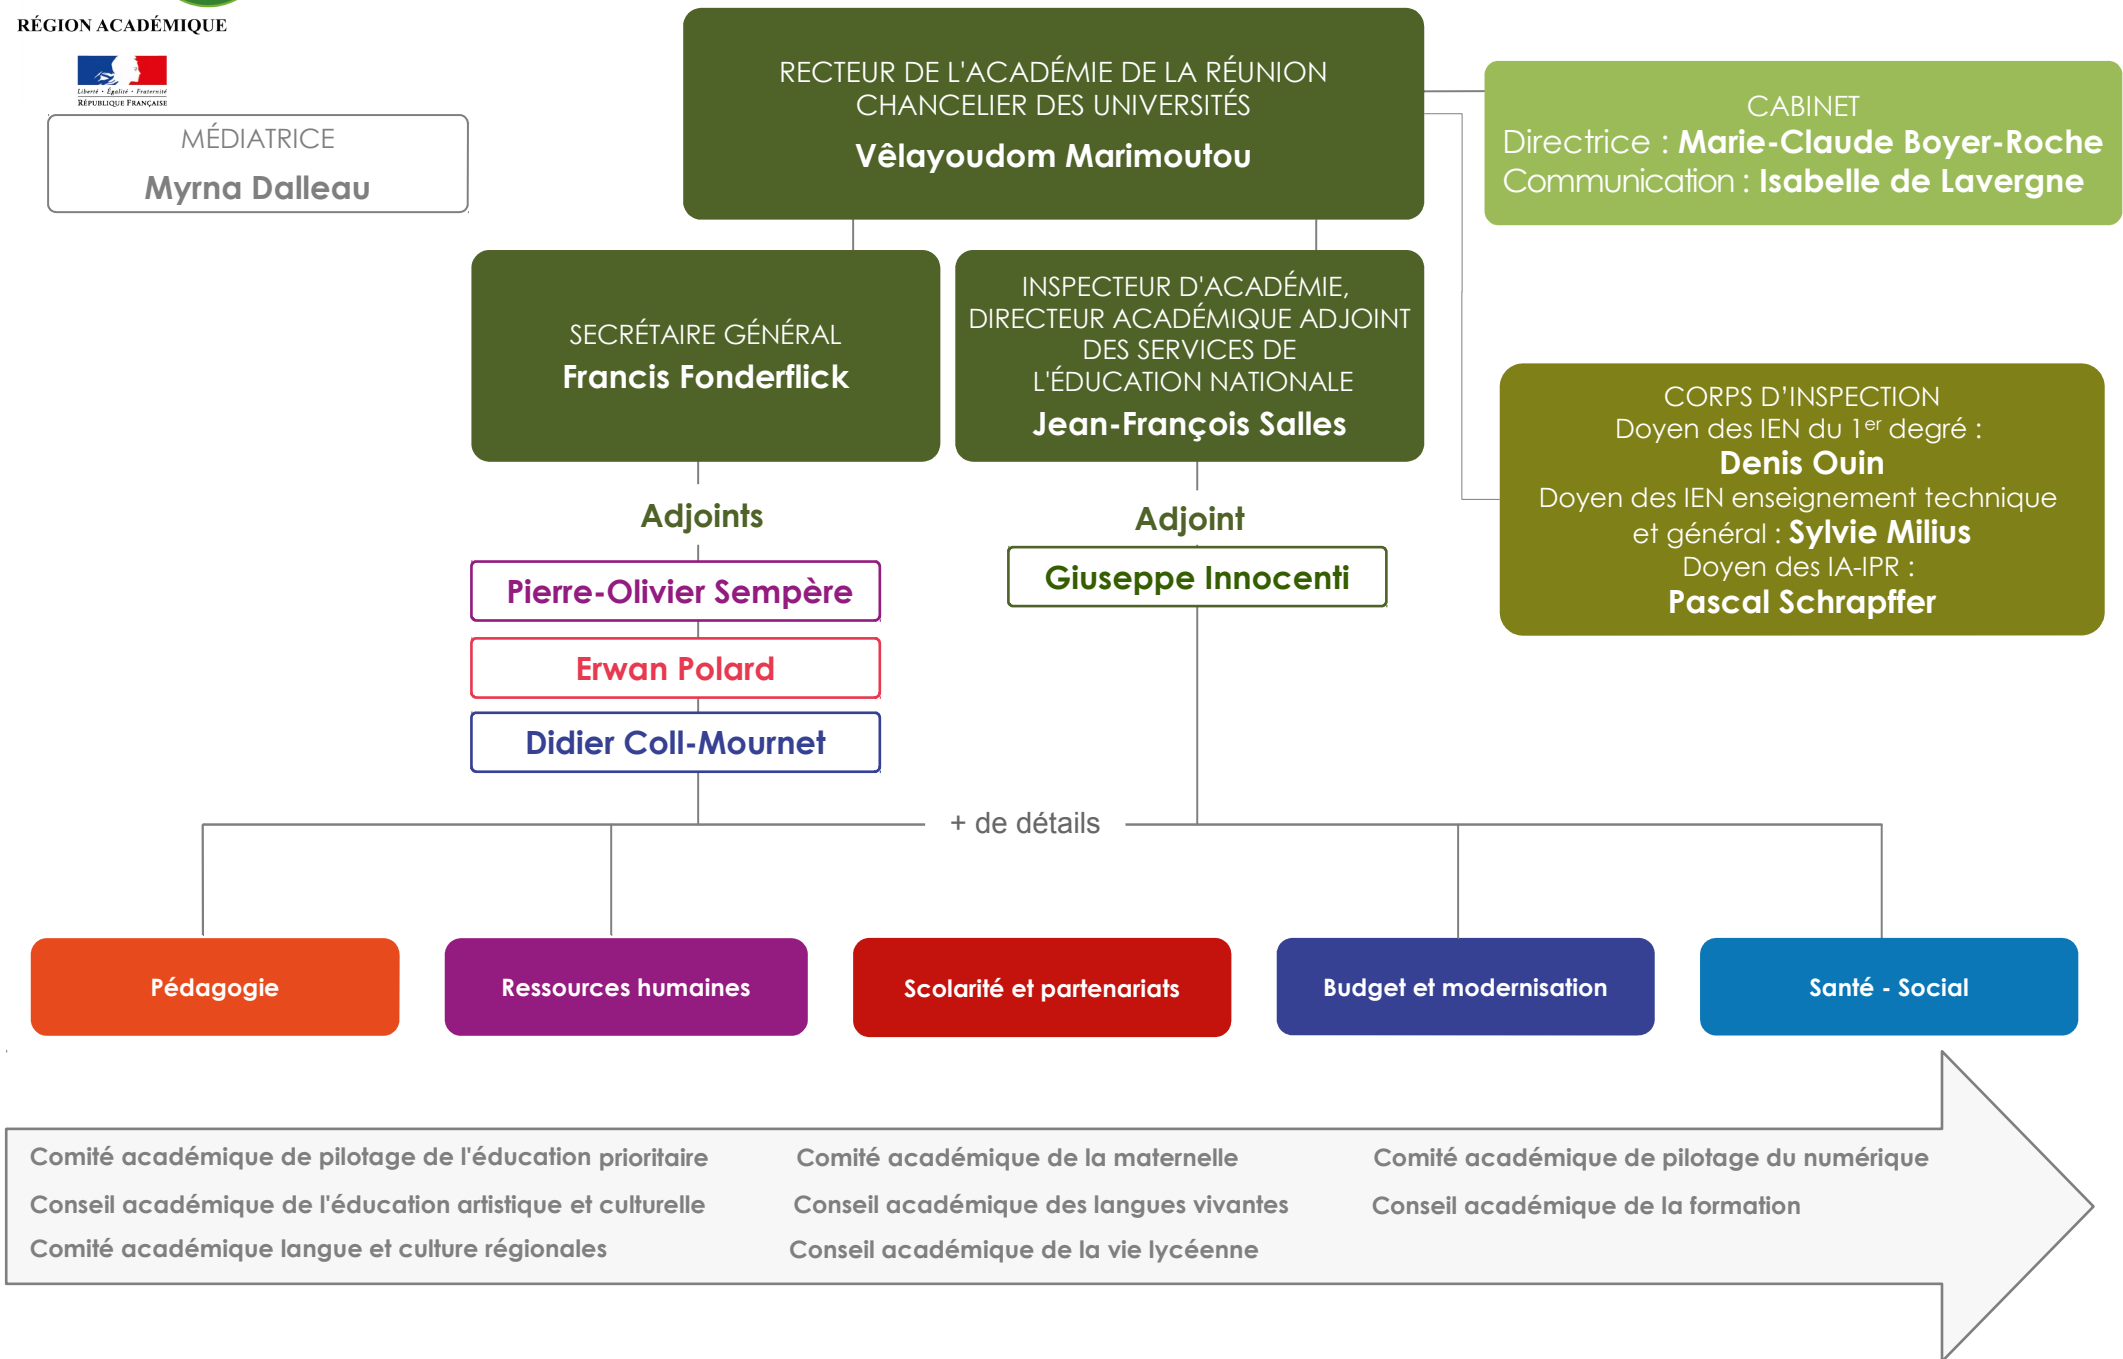 RÉGION ACADÉMIQUE
Liberté • Égalité • Fraternité
RÉPUBLIQUE FRANÇAISE
MÉDIATRICE
Myrna Dalleau
RECTEUR DE L'ACADÉMIE DE LA RÉUNION
CHANCELIER DES UNIVERSITÉS
Vêlayoudom Marimoutou
CABINET
Directrice : Marie-Claude Boyer-Roche
Communication : Isabelle de Lavergne
SECRÉTAIRE GÉNÉRAL
Francis Fonderflick
INSPECTEUR D'ACADÉMIE,
DIRECTEUR ACADÉMIQUE ADJOINT
DES SERVICES DE
L'ÉDUCATION NATIONALE
Jean-François Salles
CORPS D’INSPECTION
Doyen des IEN du 1er degré :
Denis Ouin
Doyen des IEN enseignement technique
et général : Sylvie Milius
Doyen des IA-IPR :
Pascal Schrapffer
Adjoints
Pierre-Olivier Sempère
Erwan Polard
Didier Coll-Mournet
Adjoint
Giuseppe Innocenti
+ de détails
Pédagogie
Ressources humaines
Scolarité et partenariats
Budget et modernisation
Santé - Social
Comité académique de pilotage de l'éducation prioritaire
Comité académique de la maternelle
Comité académique de pilotage du numérique
Conseil académique de l'éducation artistique et culturelle
Conseil académique des langues vivantes
Conseil académique de la formation
Comité académique langue et culture régionales
Conseil académique de la vie lycéenne